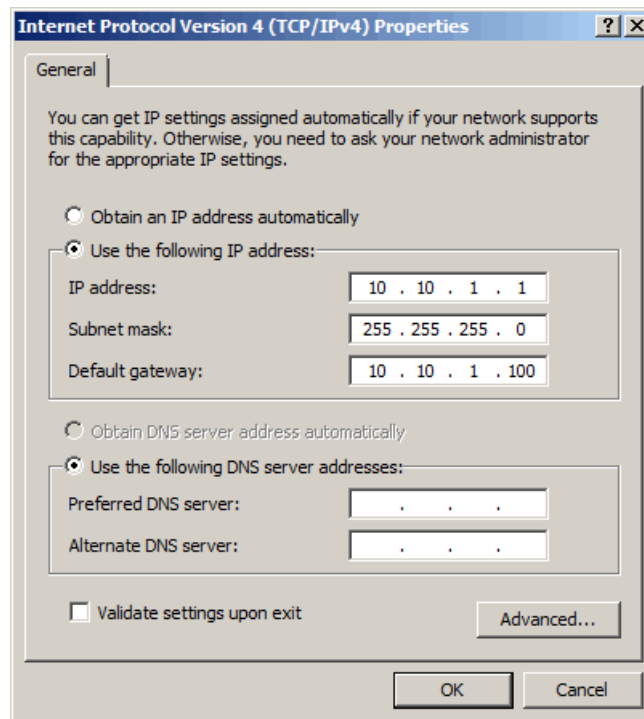 Internet Protocol Version 4 (TCP/IPv4) Properties
General
You can get IP settings assigned automatically if your network supports
this capability. Otherwise, you need to ask your network administrator
for the appropriate IP settings.
Obtain an IP address automatically
Use the following IP address:
IP address: 10 . 10 . 1 . 1
Subnet mask: 255 . 255 . 255 . 0
Default gateway: 10 . 10 . 1 . 100
Obtain DNS server address automatically
Use the following DNS server addresses:
Preferred DNS server: . . .
Alternate DNS server: . . .
Validate settings upon exit
Advanced...
OK Cancel